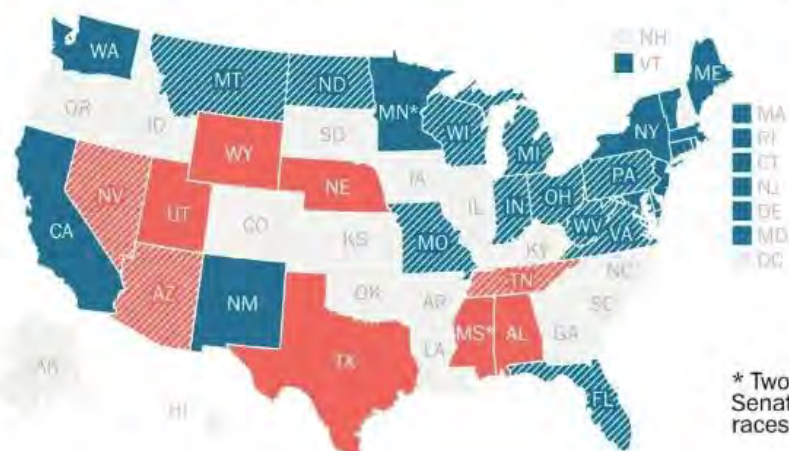 NH
VT
WA
MT
ND
MN*
ME
OR
ID
SD
WI
MI
NY
MA
RI
CT
NJ
DE
MD
DC
WY
NE
IA
PA
NV
UT
CO
IL
IN
OH
WV
VA
CA
KS
MO
KY
AZ
NM
OK
AR
TN
NC
SC
MS*
AL
GA
LA
TX
AK
HI
FL
* Two
Senat
races